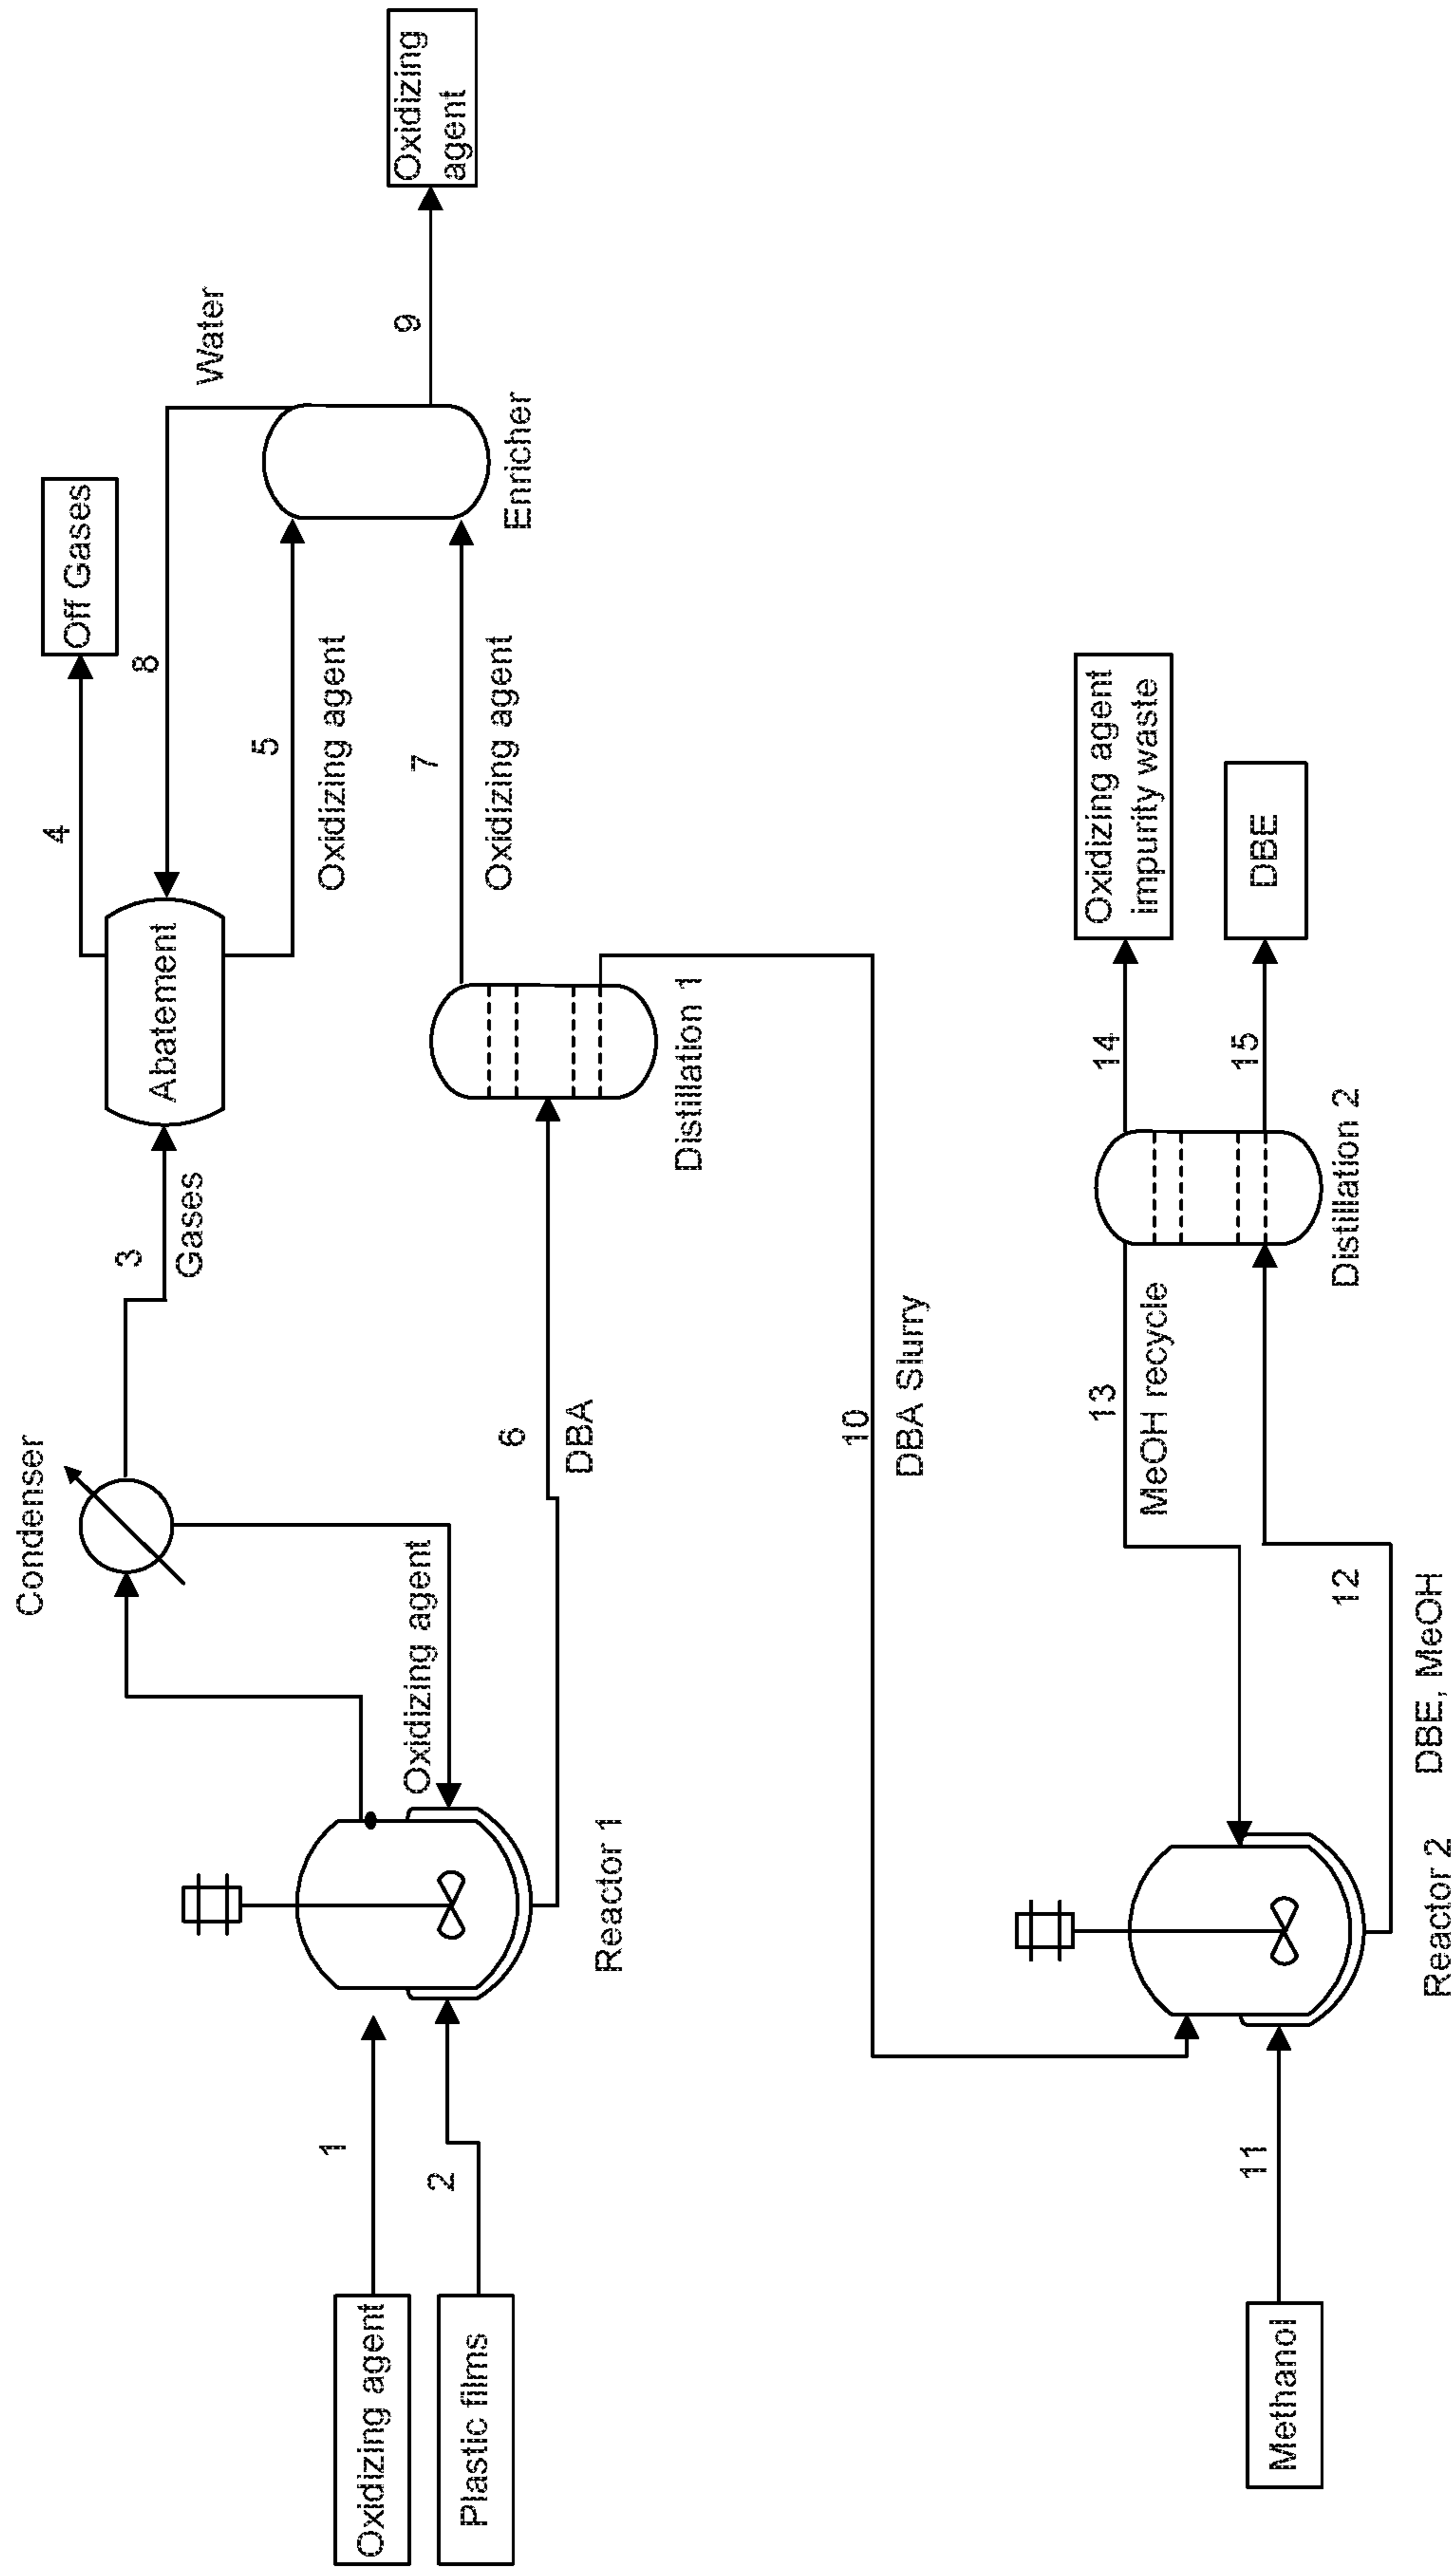 Condenser
Off Gases
4
8
Water
3
Gases
Abatement
5
Oxidizing agent
Oxidizing
agent
9
1
Oxidizing agent
Oxidizing agent
7
Oxidizing agent
Enricher
2
Plastic films
6
DBA
Reactor 1
Distillation 1
10
DBA Slurry
13
MeOH recycle
14
Oxidizing agent
impurity waste
11
Methanol
15
DBE
12
Distillation 2
Reactor 2
DBE, MeOH